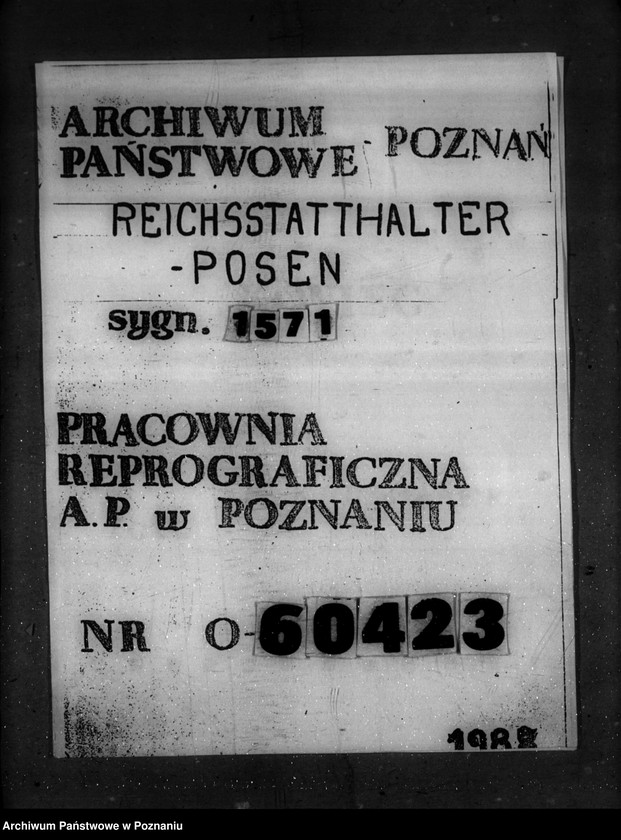 ARCHIWUM
PAŃSTWOWE - POZNAŃ
REICHSSTATTHALTER
-POSEN
sygn. 1571
PRACOWNIA
REPROGRAFICZNA
A.P. w POZNANIU
NR O-60423
Archiwum Państwowe w Poznaniu